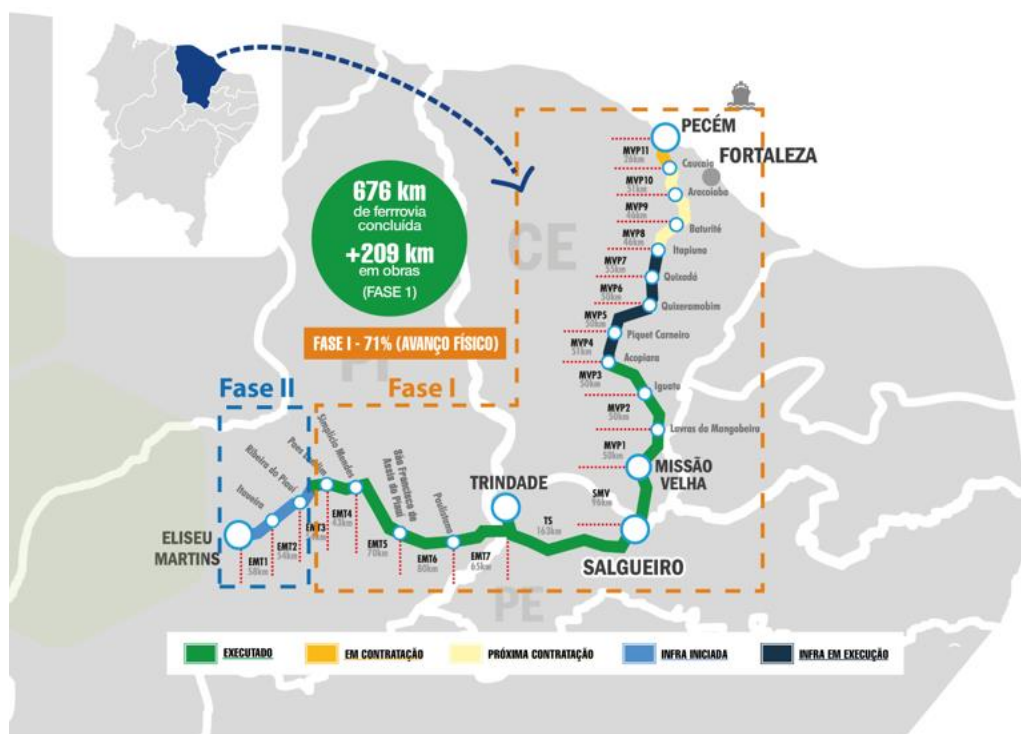 PECÉM
FORTALEZA
MVP11
26km
Caucaia
MVP10
51km
Aracoiaba
MVP9
46km
Baturité
MVP8
46km
Itapiuna
MVP7
55km
Quixadá
MVP6
50km
Quixeramobim
MVP5
50km
Piquet Carneiro
MVP4
51km
Acopiara
MVP3
50km
Iguatu
MVP2
50km
Lavras da Mangabeira
MVP1
50km
MISSÃO
VELHA
SMV
96km
SALGUEIRO
676 km
de ferrrovia
concluída
+209 km
em obras
(FASE 1)
FASE I - 71% (AVANÇO FÍSICO)
CE
PI
PE
Fase II
Fase I
TRINDADE
TS
163km
ELISEU
MARTINS
Itaueira
Ribeira do Piauí
Simplício Mendes
São Francisco de
Assis do Piauí
Paulistana
EMT1
58km
EMT2
54km
EMT3
EMT4
43km
EMT5
70km
EMT6
80km
EMT7
65km
EXECUTADO
EM CONTRATAÇÃO
PRÓXIMA CONTRATAÇÃO
INFRA INICIADA
INFRA EM EXECUÇÃO